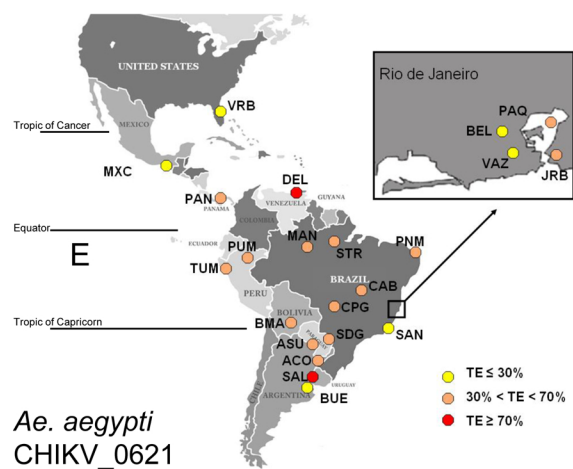 UNITED STATES
Rio de Janeiro
PAQ
BEL
VAZ
JRB
VRB
Tropic of Cancer
MEXICO
MXC
DEL
PAN
PANAMA
VENEZUELA
GUYANA
COLOMBIA
Equator
MAN
STR
PNM
E
ECUADOR
PUM
TUM
BRAZIL
CAB
PERU
CPG
BOLIVIA
Tropic of Capricorn
BMA
SAN
SDG
PARAGUAY
ASU
ACO
SAL
URUGUAY
CHILE
ARGENTINA
BUE
TE ≤ 30%
30% < TE < 70%
TE ≥ 70%
Ae. aegypti
CHIKV_0621